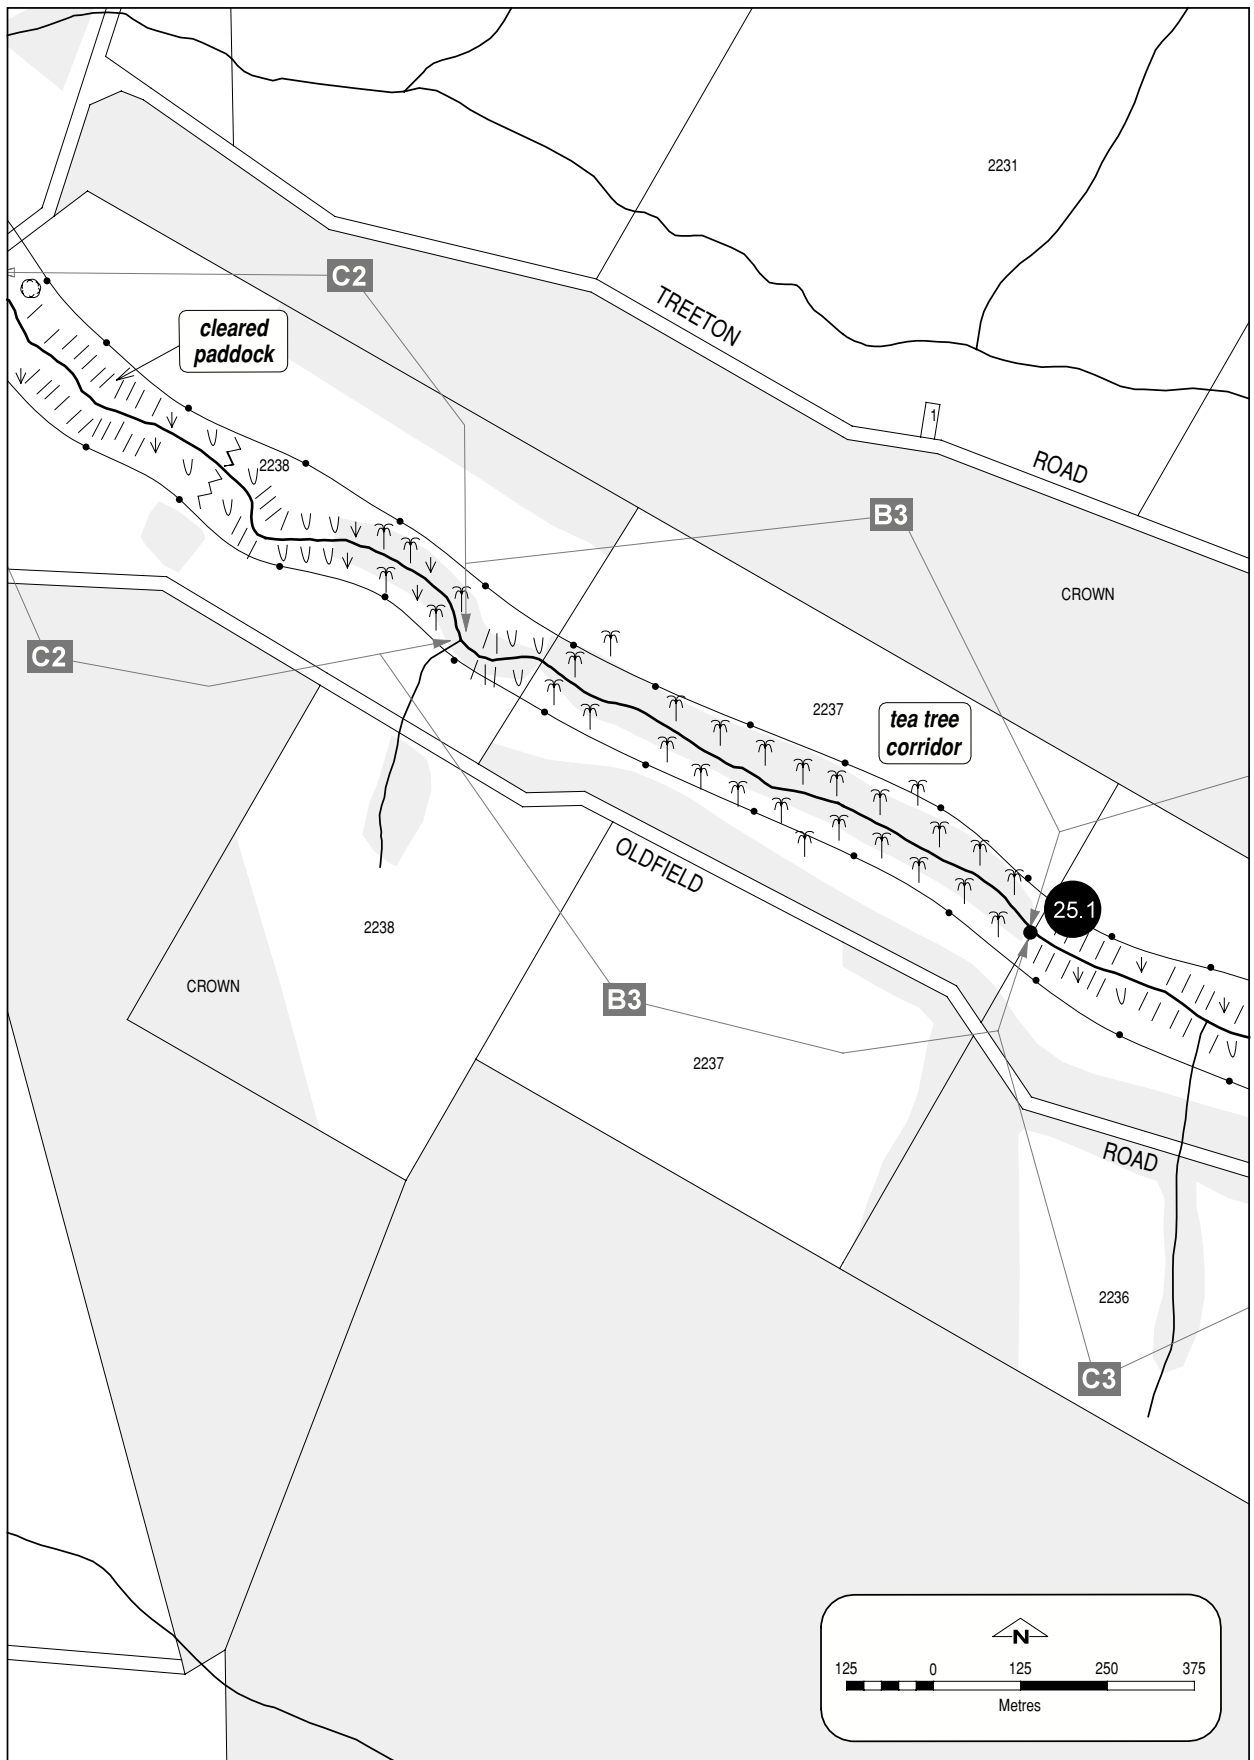 2231
C2
TREETON
cleared
paddock
1
ROAD
2238
B3
CROWN
C2
2237
tea tree
corridor
OLDFIELD
25.1
2238
CROWN
B3
2237
ROAD
2236
C3
N
125 0 125 250 375
Metres